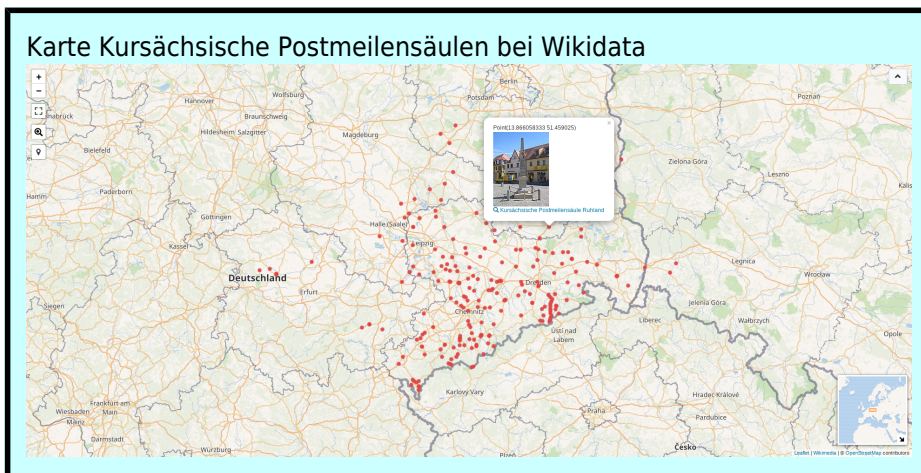 Karte Kursächsische Postmeilensäulen bei Wikidata
+
−
Berlin
Wolfsburg
Potsdam
Poznań
Hannover
Braunschweig
Hildesheim
Salzgitter
Magdeburg
Bielefeld
Point(13.866058333 51.459025)
×
Zielona Góra
Leszno
Hamm
Paderborn
Kursächsische Postmeilensäule Ruhland
Göttingen
Halle (Saale)
Leipzig
Kassel
Legnica
Wrocław
Deutschland
Erfurt
Dresden
Siegen
Jelenia Góra
Chemnitz
Liberec
Wałbrzych
Ústí nad
Labem
Opole
Karlovy Vary
Hradec Králové
Frankfurt am
Main
Wiesbaden
Mainz
Praha
Pardubice
Darmstadt
Würzburg
Plzeň
Česko
Leaflet | Wikimedia | © OpenStreetMap contributors